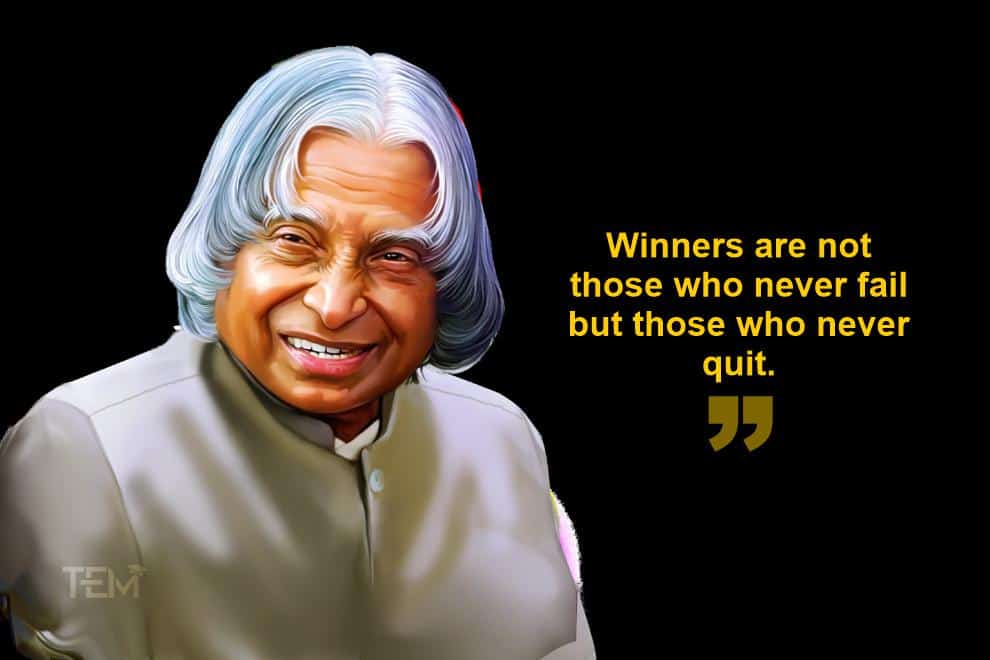 Winners are not
those who never fail
but those who never
quit.
”
TEM